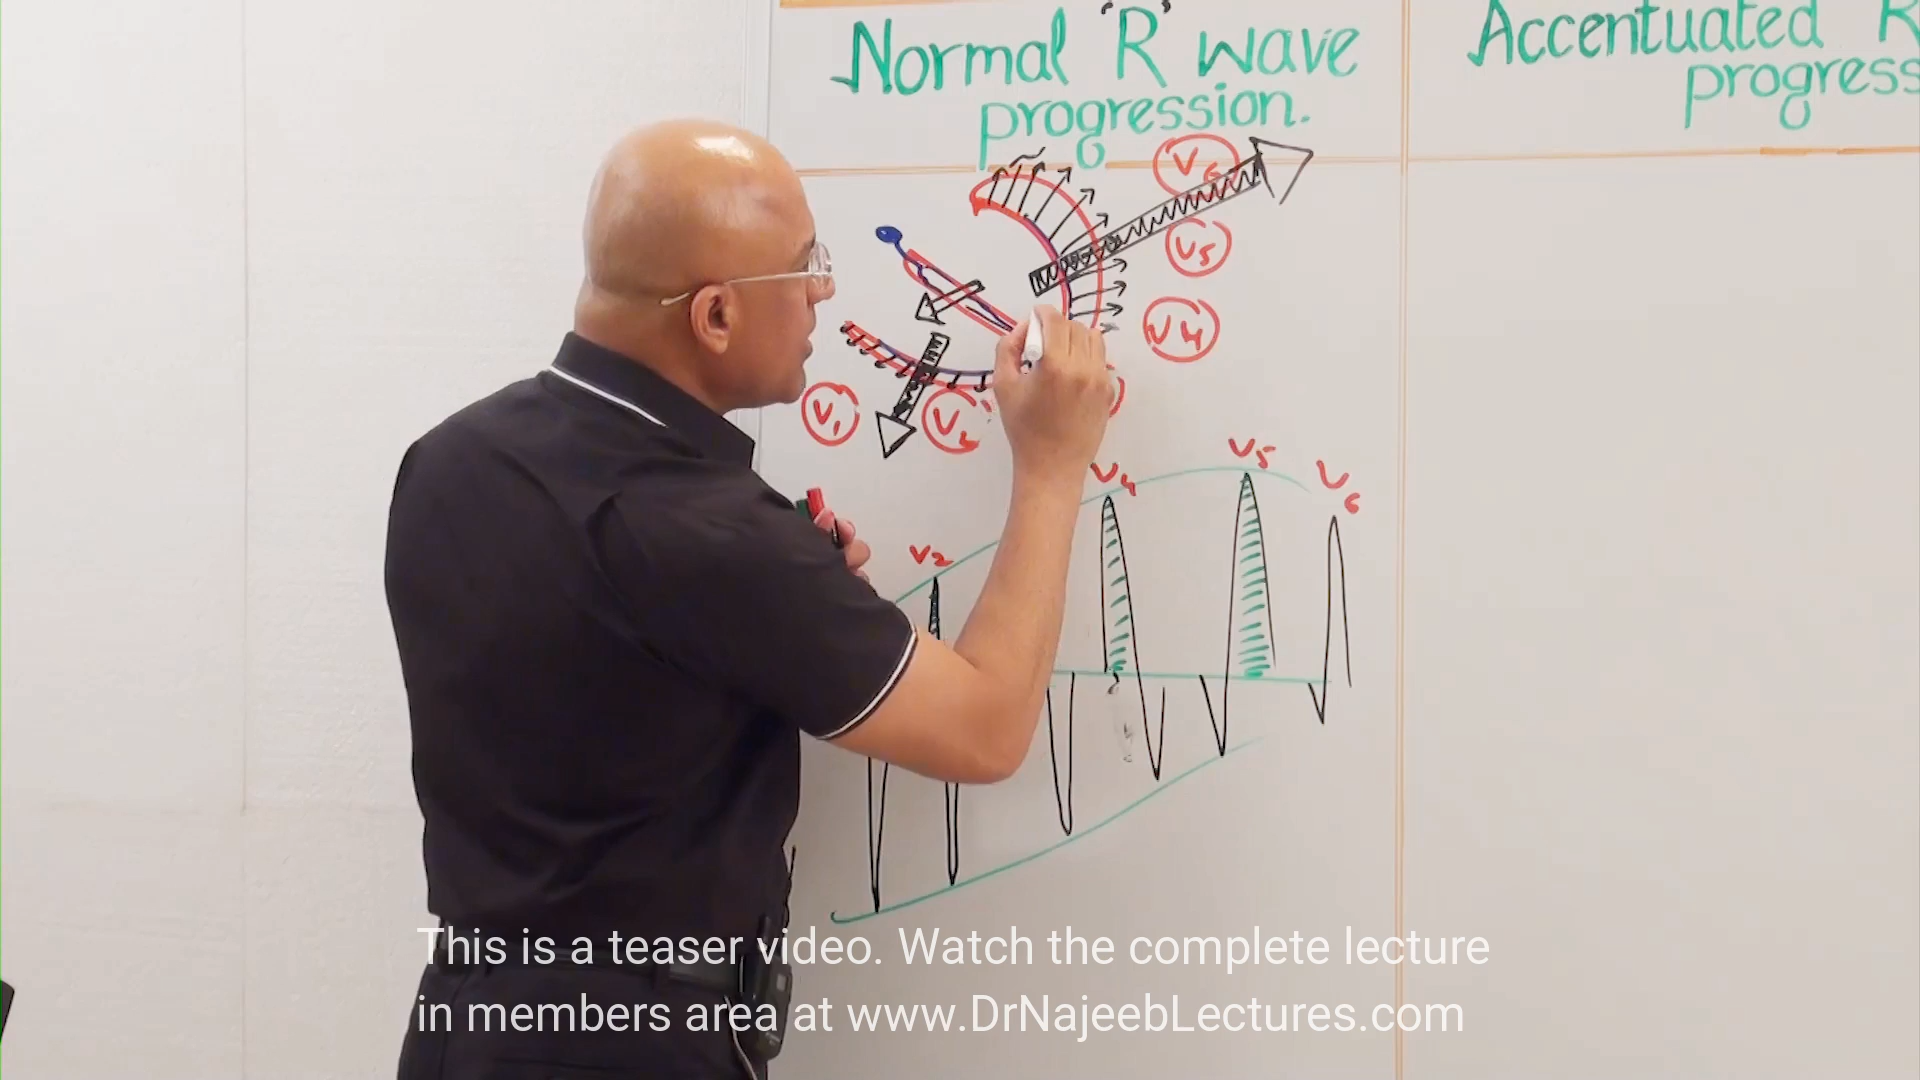 Normal 'R' wave
progression.
Accentuated R
progress
V6
V5
V4
V1
V2
V5
V4
V6
V2
This is a teaser video. Watch the complete lecture
in members area at www.DrNajeebLectures.com